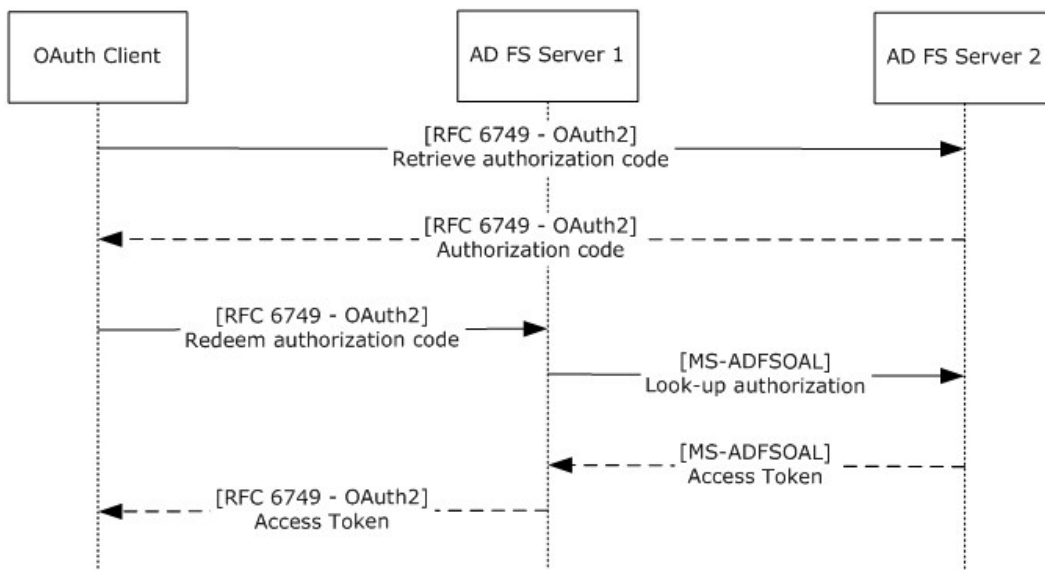 OAuth Client
AD FS Server 1
AD FS Server 2
[RFC 6749 - OAuth2]
Retrieve authorization code
[RFC 6749 - OAuth2]
Authorization code
[RFC 6749 - OAuth2]
Redeem authorization code
[MS-ADFSOAL]
Look-up authorization
[MS-ADFSOAL]
Access Token
[RFC 6749 - OAuth2]
Access Token